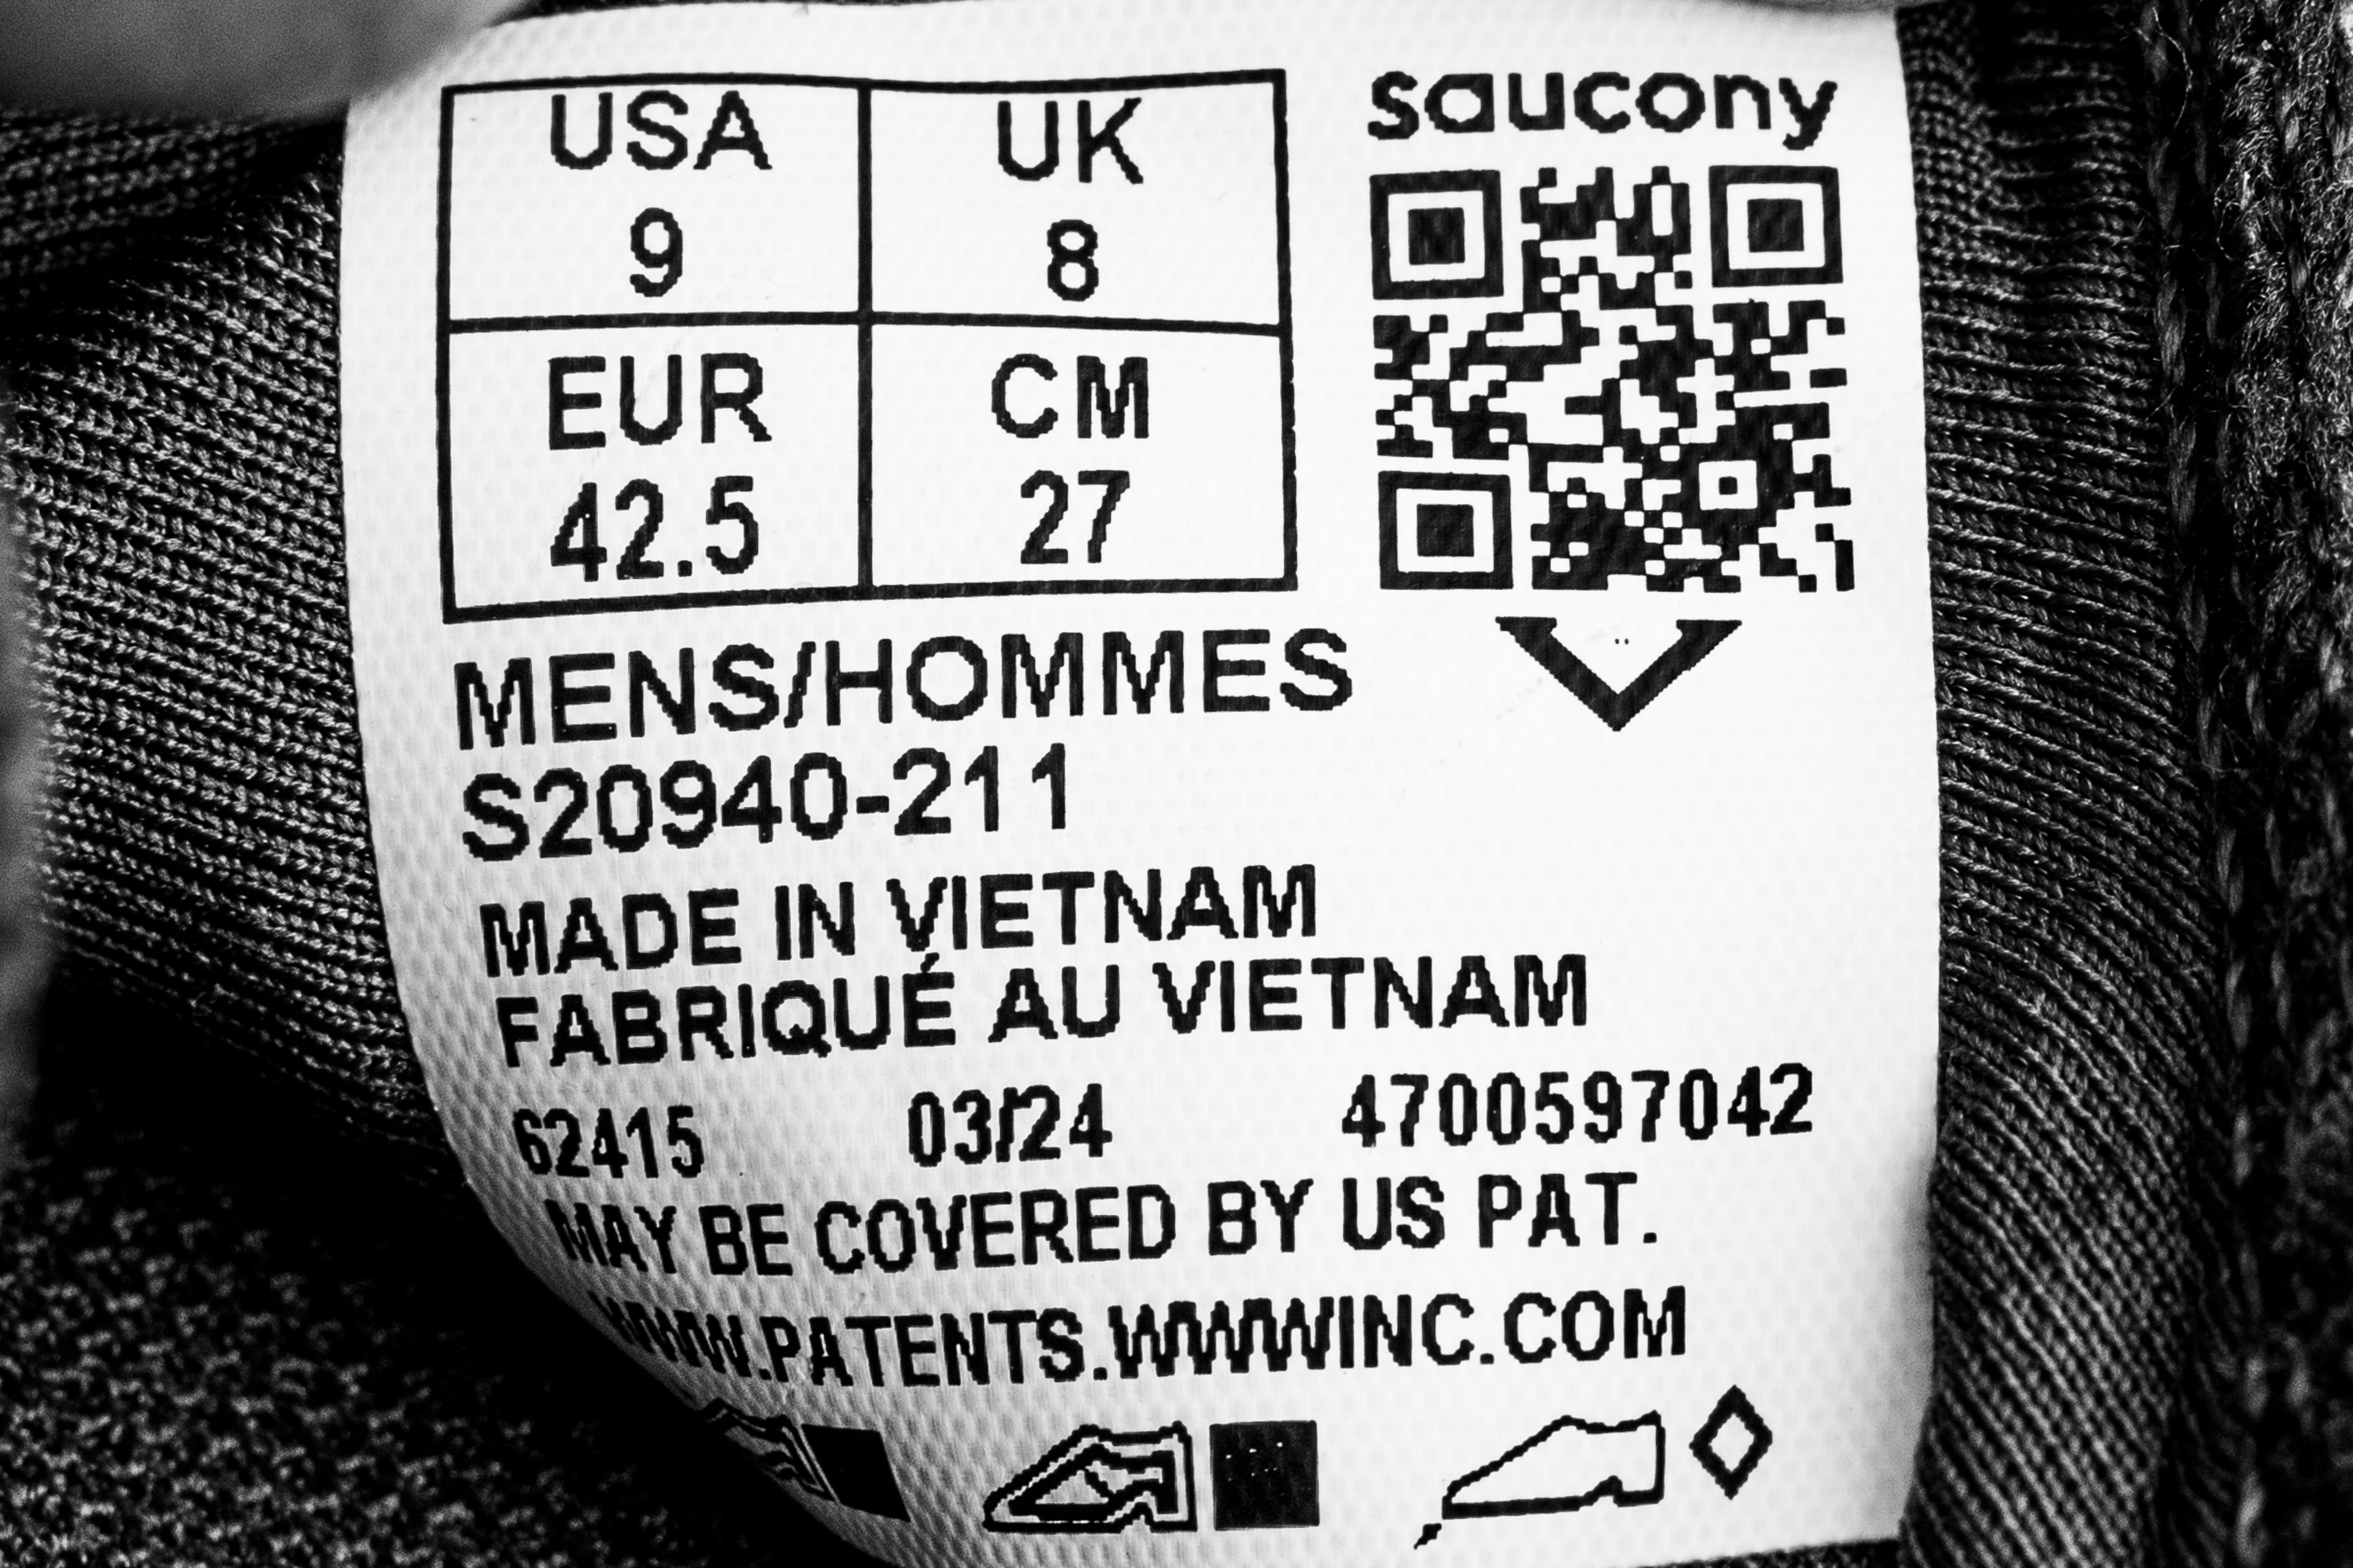 USA
9
UK
8
EUR
42.5
CM
27
saucony
MENS/HOMMES
S20940-211
MADE IN VIETNAM
FABRIQUÉ AU VIETNAM
62415 03/24 4700597042
MAY BE COVERED BY US PAT.
WWW.PATENTS.WWWINC.COM